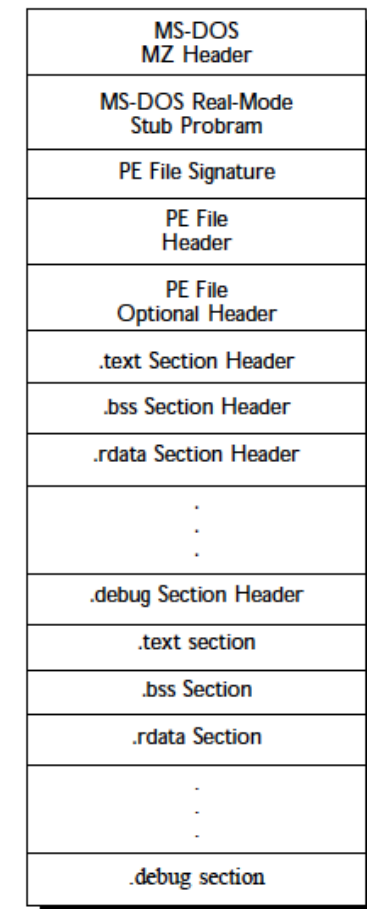 MS-DOS
MZ Header
MS-DOS Real-Mode
Stub Probram
PE File Signature
PE File
Header
PE File
Optional Header
.text Section Header
.bss Section Header
.rdata Section Header
.
.
.
.debug Section Header
.text section
.bss Section
.rdata Section
.
.
.
.debug section